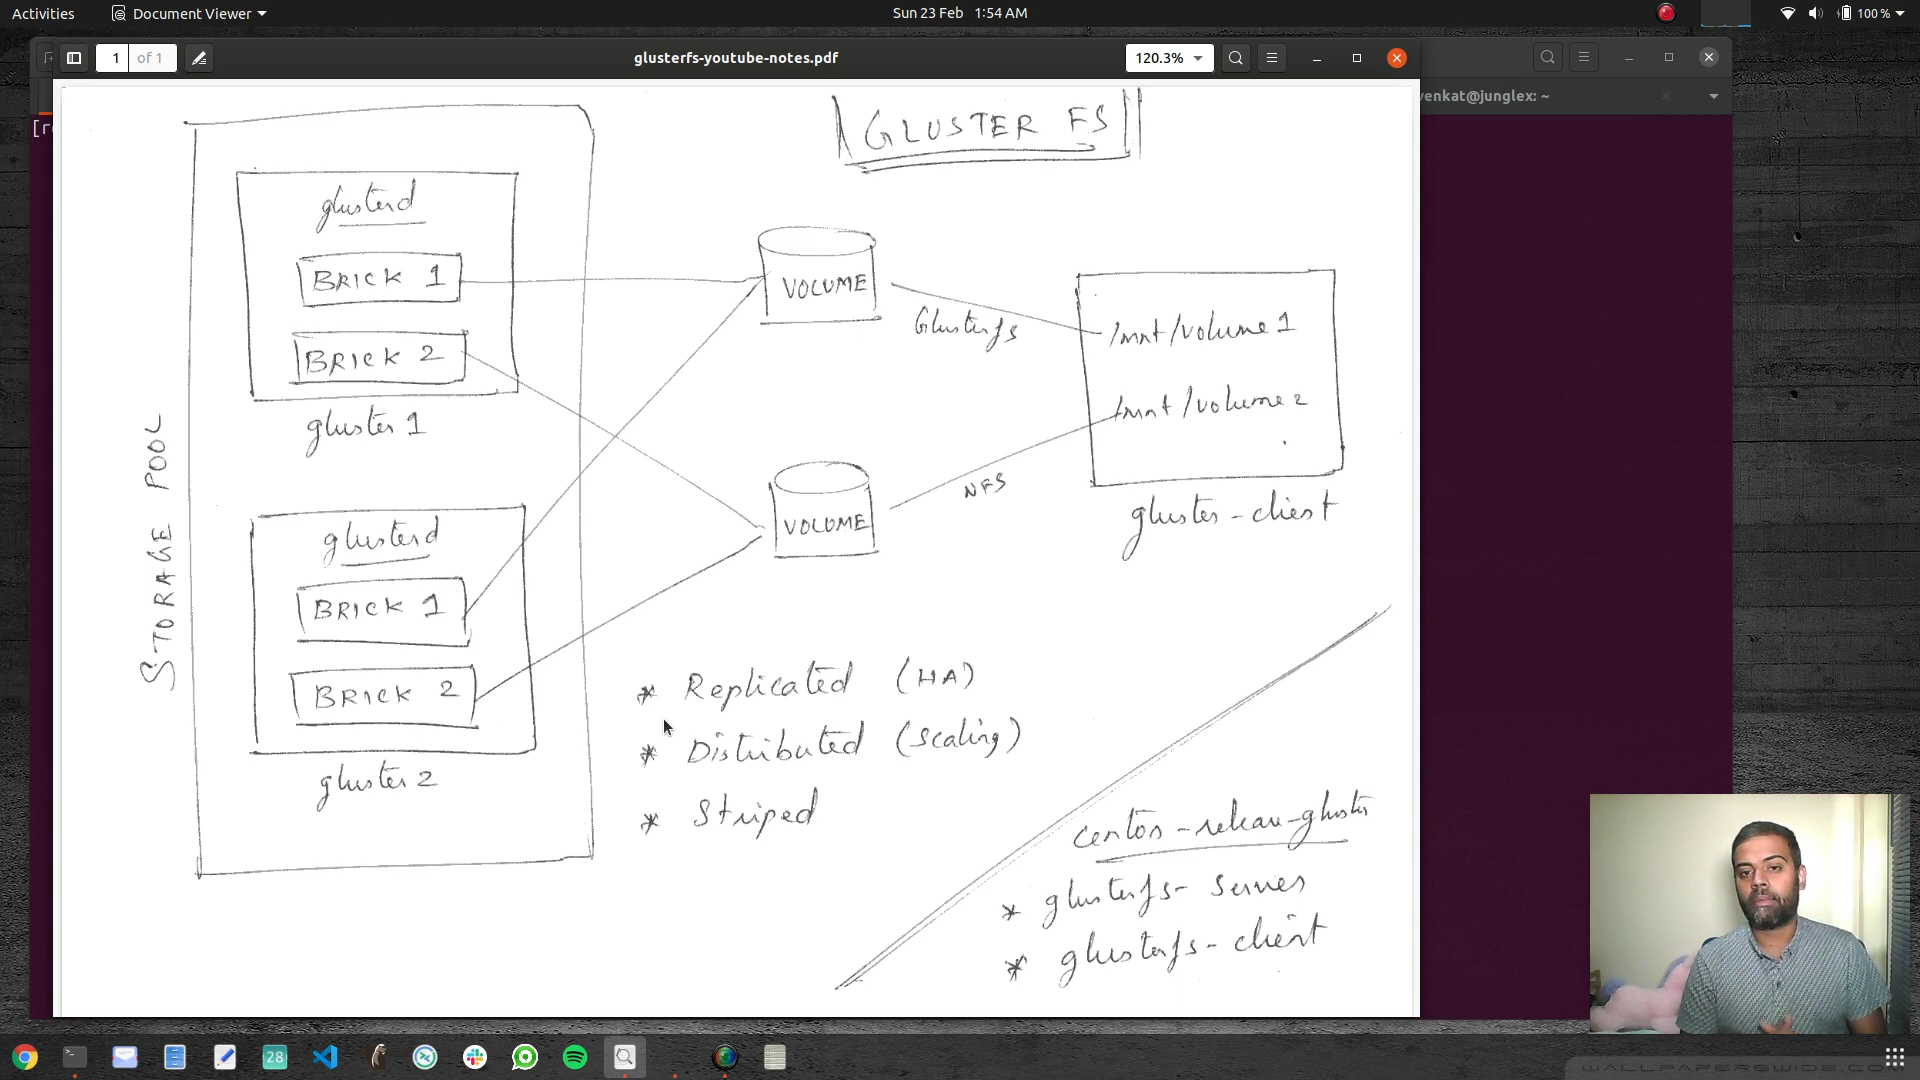 Activities
Document Viewer
Sun 23 Feb 1:54 AM
100 %
1 of 1
glusterfs-youtube-notes.pdf
120.3%
venkat@junglex: ~
[r
GLUSTER FS
STORAGE POOL
glusterd
BRICK 1
BRICK 2
gluster 1
glusterd
BRICK 1
BRICK 2
gluster 2
VOLUME
VOLUME
Glusterfs
NFS
/mnt/volume 1
/mnt/volume 2
gluster-client
* Replicated (HA)
* Distributed (scaling)
* Striped
centos-release-gluster
* glusterfs-server
* glusterfs-client
28
WALLPAPERSWIDE.COM